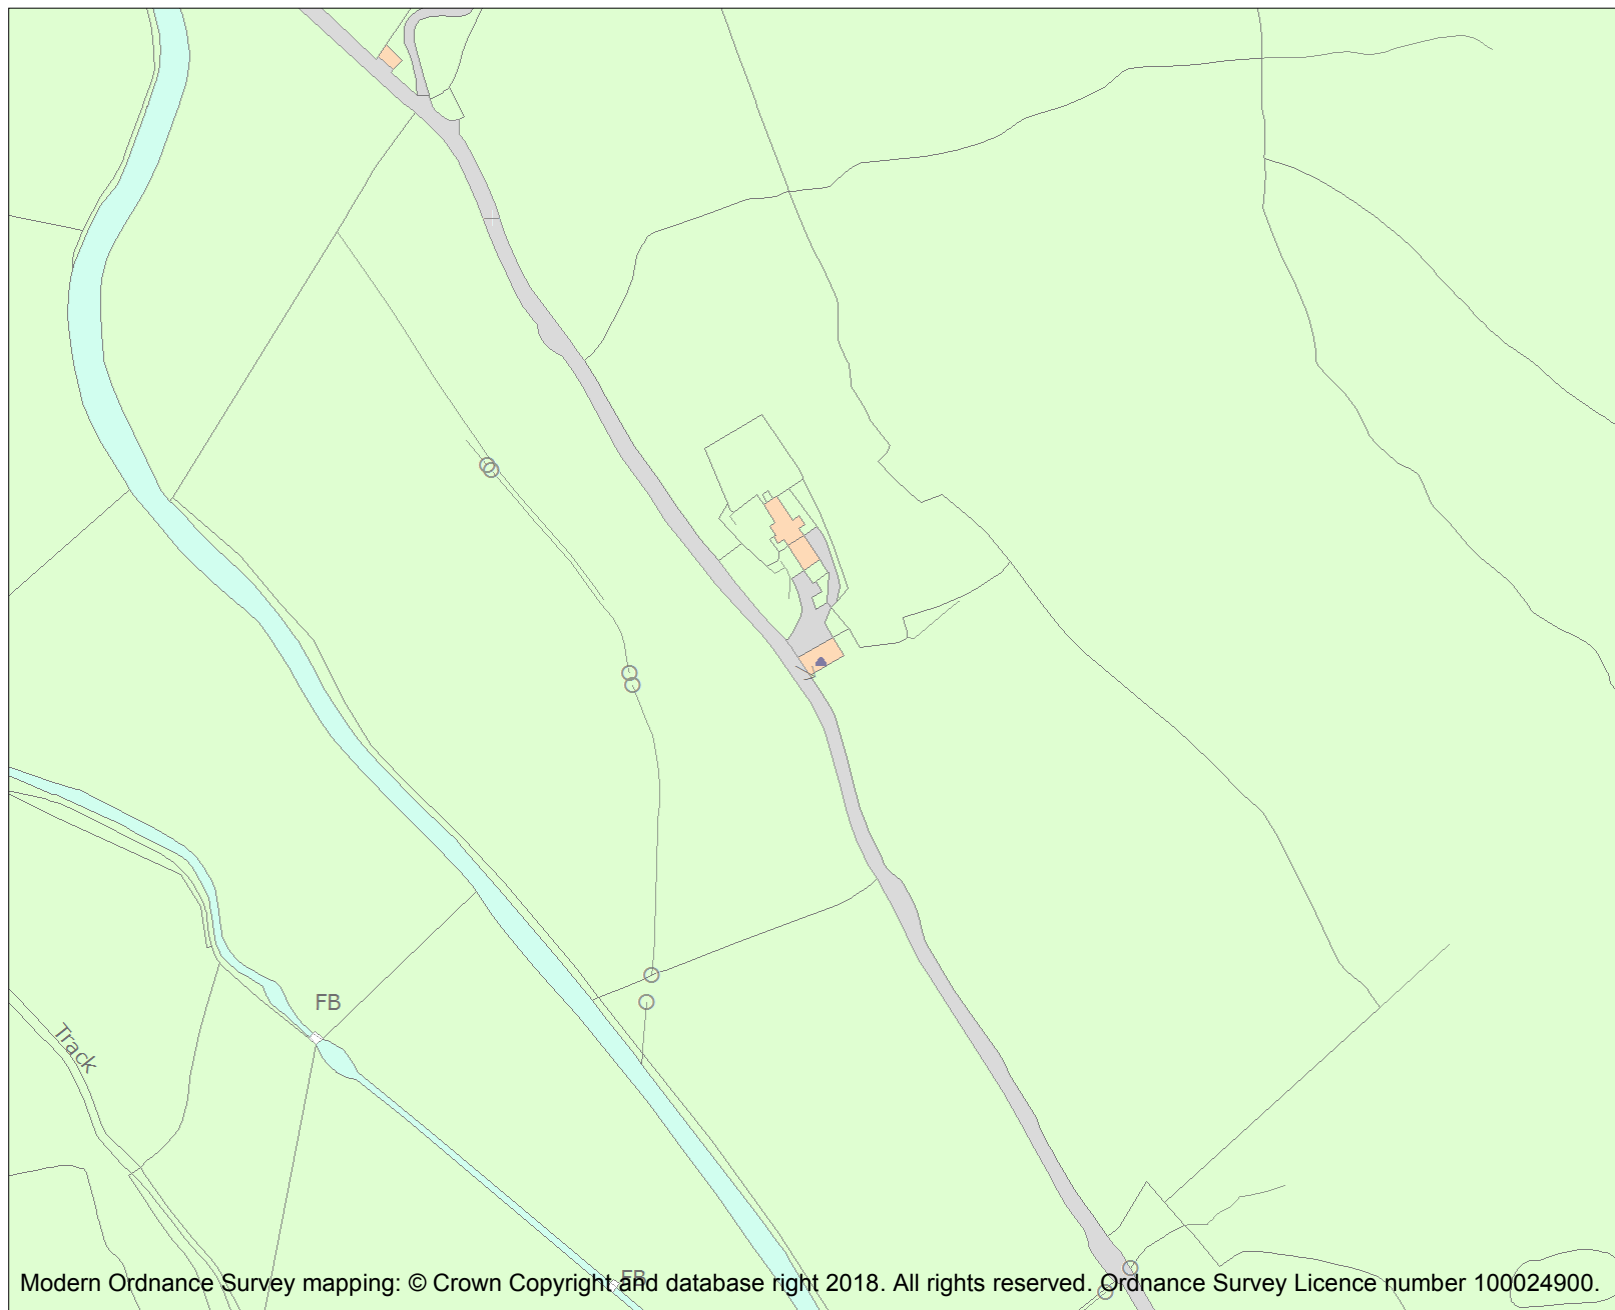 FB
Track
FB
Modern Ordnance Survey mapping: © Crown Copyright and database right 2018. All rights reserved. Ordnance Survey Licence number 100024900.